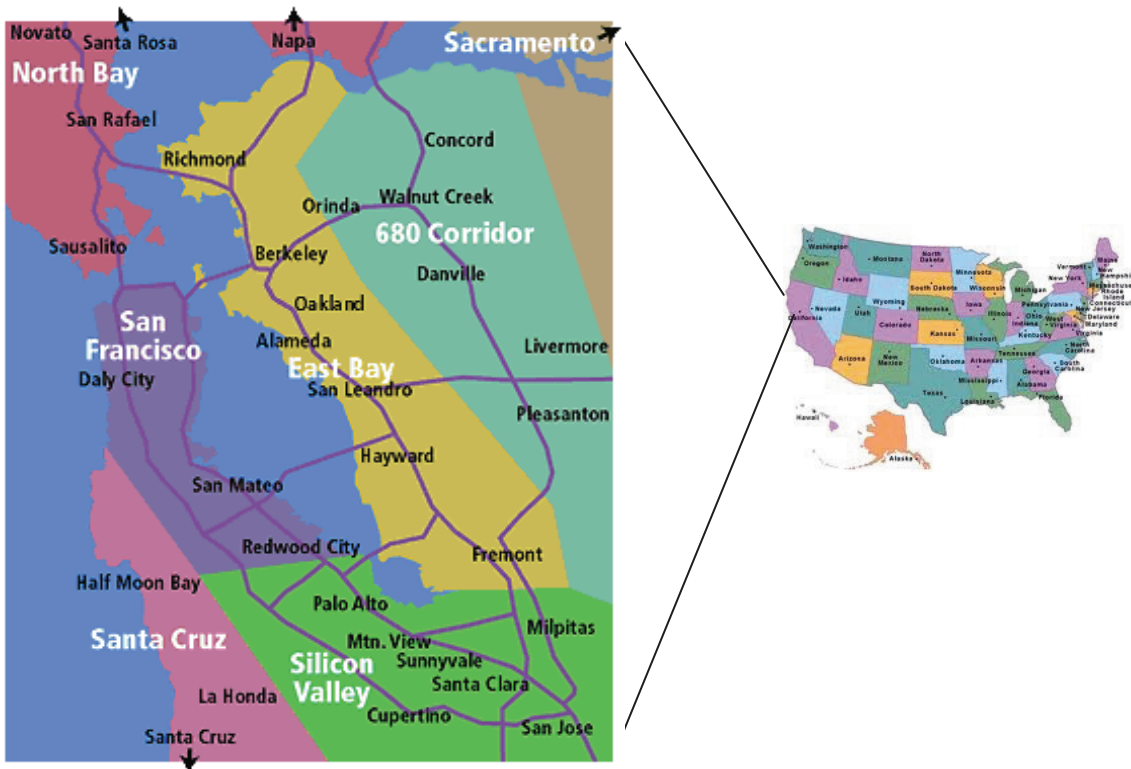 Novato
Santa Rosa
Napa
Sacramento
North Bay
San Rafael
Concord
Richmond
Walnut Creek
Orinda
680 Corridor
Sausalito
Berkeley
Danville
Oakland
San
Francisco
Alameda
Livermore
East Bay
Daly City
San Leandro
Pleasanton
Hayward
San Mateo
Redwood City
Fremont
Half Moon Bay
Palo Alto
Milpitas
Santa Cruz
Mtn. View
Sunnyvale
Silicon
Valley
Santa Clara
La Honda
Cupertino
San Jose
Santa Cruz
Washington
Oregon
Idaho
Montana
North
Dakota
Minnesota
South Dakota
Wisconsin
Michigan
Vermont
Maine
New
Hampshi
New York
Massachuse
Rhode
Island
Connecticut
Pennsylvania
New Jersey
Delaware
Maryland
California
Nevada
Utah
Wyoming
Nebraska
Iowa
Illinois
Indiana
Ohio
West
Virginia
Virginia
Colorado
Kansas
Missouri
Kentucky
North
Carolina
Arizona
New
Mexico
Oklahoma
Arkansas
Tennessee
South
Carolina
Georgia
Mississippi
Alabama
Texas
Louisiana
Florida
Hawaii
Alaska